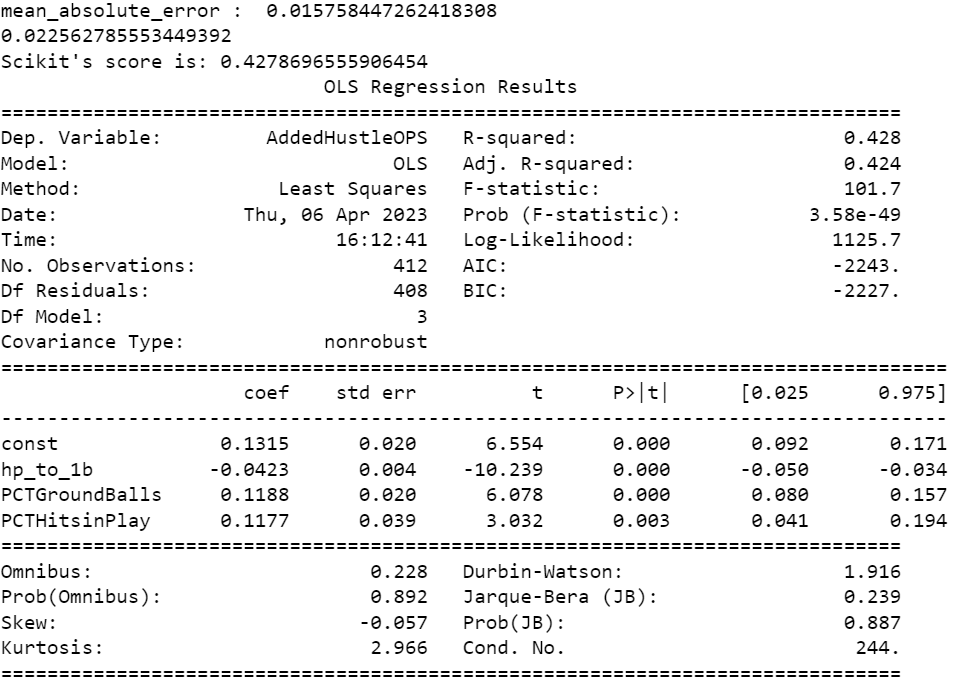 mean_absolute_error :  0.015758447262418308
0.022562785553449392
Scikit's score is: 0.4278696555906454
                            OLS Regression Results
==============================================================================
Dep. Variable:         AddedHustleOPS   R-squared:                       0.428
Model:                            OLS   Adj. R-squared:                  0.424
Method:                 Least Squares   F-statistic:                     101.7
Date:                Thu, 06 Apr 2023   Prob (F-statistic):           3.58e-49
Time:                        16:12:41   Log-Likelihood:                 1125.7
No. Observations:                 412   AIC:                            -2243.
Df Residuals:                     408   BIC:                            -2227.
Df Model:                           3
Covariance Type:            nonrobust
==================================================================================
                     coef    std err          t      P>|t|      [0.025      0.975]
----------------------------------------------------------------------------------
const              0.1315      0.020      6.554      0.000       0.092       0.171
hp_to_1b          -0.0423      0.004    -10.239      0.000      -0.050      -0.034
PCTGroundBalls     0.1188      0.020      6.078      0.000       0.080       0.157
PCTHitsinPlay      0.1177      0.039      3.032      0.003       0.041       0.194
==============================================================================
Omnibus:                        0.228   Durbin-Watson:                   1.916
Prob(Omnibus):                  0.892   Jarque-Bera (JB):                0.239
Skew:                          -0.057   Prob(JB):                        0.887
Kurtosis:                       2.966   Cond. No.                         244.
==============================================================================